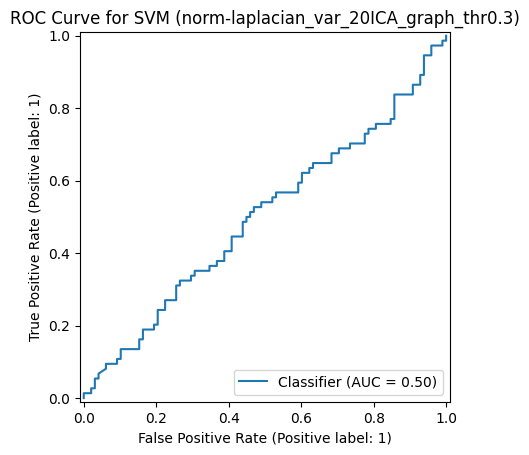 ROC Curve for SVM (norm-laplacian_var_20ICA_graph_thr0.3)
1.0
0.8
0.6
0.4
0.2
0.0
True Positive Rate (Positive label: 1)
Classifier (AUC = 0.50)
0.0 0.2 0.4 0.6 0.8 1.0
False Positive Rate (Positive label: 1)